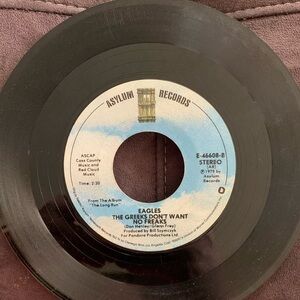 ASYLUM RECORDS
ASCAP
Cass County
Music and
Red Cloud
Music
Time: 2:20
From The Album
"The Long Run"
E-46608-B
STEREO
℗ 1979 by
Asylum
Records
EAGLES
THE GREEKS DON'T WANT
NO FREAKS
(Don Henley/Glenn Frey)
Produced by Bill Szymczyk
For Pandora Productions Ltd.